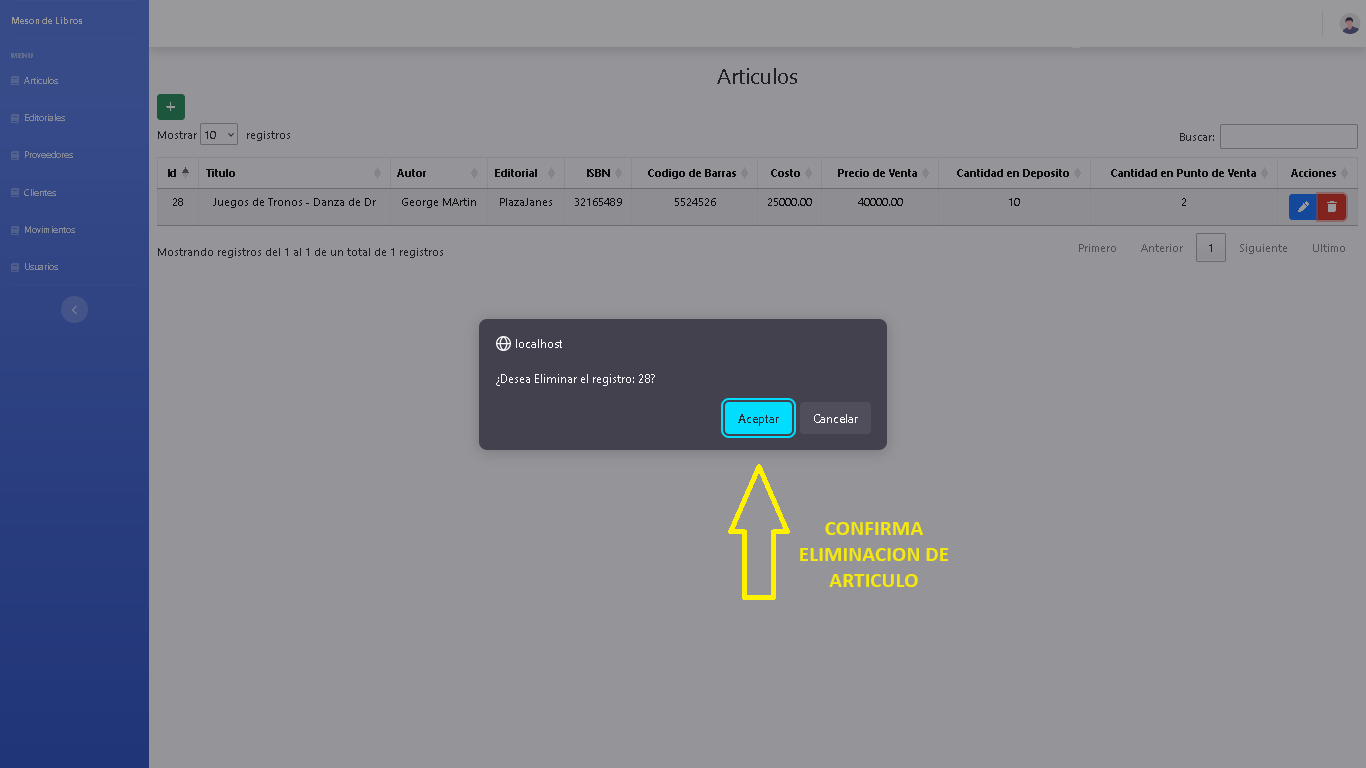 Meson de Libros
MENU
Articulos
Editoriales
Proveedores
Clientes
Movimientos
Usuarios
Articulos
+
Mostrar 10 registros
Buscar:
Id Titulo Autor Editorial ISBN Codigo de Barras Costo Precio de Venta Cantidad en Deposito Cantidad en Punto de Venta Acciones
28 Juegos de Tronos - Danza de Dr George MArtin PlazaJanes 32165489 5524526 25000.00 40000.00 10 2
Mostrando registros del 1 al 1 de un total de 1 registros
Primero Anterior 1 Siguiente Ultimo
localhost
¿Desea Eliminar el registro: 28?
Aceptar Cancelar
CONFIRMA
ELIMINACION DE
ARTICULO